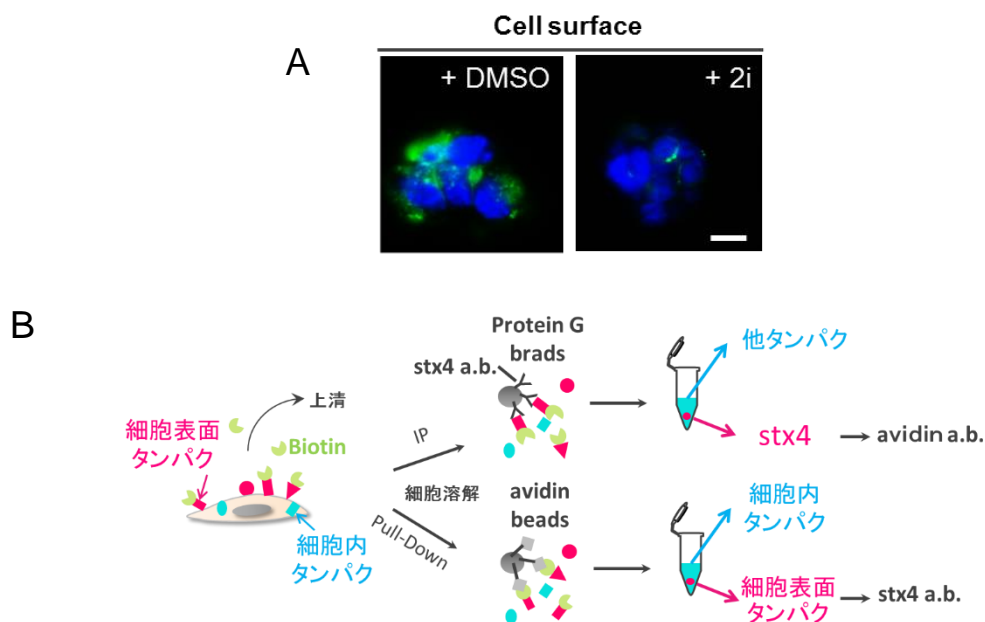 Cell surface
A
+ DMSO
+ 2i
B
Protein G
brads
stx4 a.b.
他タンパク
上清
細胞表面
タンパク
Biotin
IP
stx4
avidin a.b.
細胞溶解
avidin
beads
細胞内
タンパク
Pull-Down
細胞内
タンパク
細胞表面
タンパク
stx4 a.b.